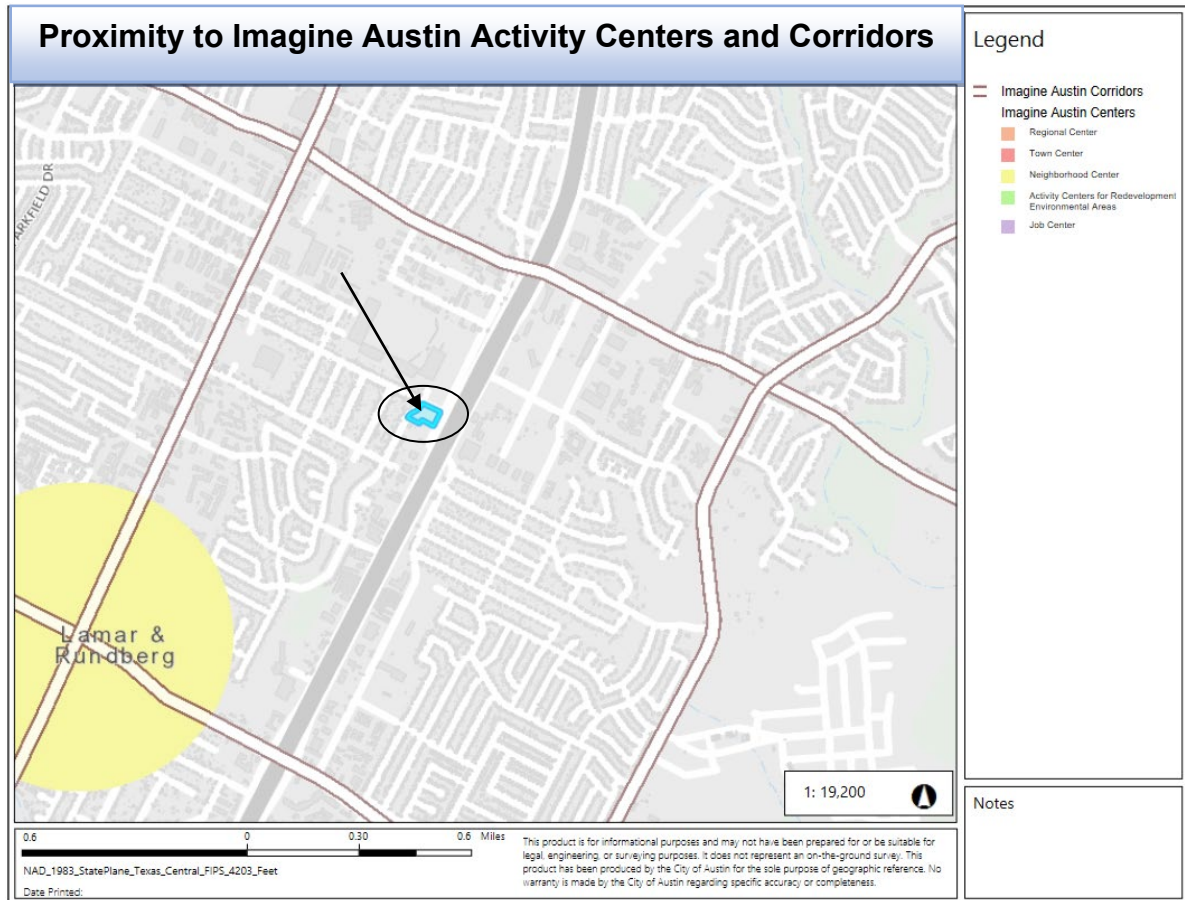 Proximity to Imagine Austin Activity Centers and Corridors
Legend
Imagine Austin Corridors
Imagine Austin Centers
Regional Center
Town Center
Neighborhood Center
Activity Centers for Redevelopment
Environmental Areas
Job Center
ARKFIELD DR
Lamar &
Rundberg
1: 19,200
Notes
0.6 0 0.30 0.6 Miles
NAD_1983_StatePlane_Texas_Central_FIPS_4203_Feet
Date Printed:
This product is for informational purposes and may not have been prepared for or be suitable for
legal, engineering, or surveying purposes. It does not represent an on-the-ground survey. This
product has been produced by the City of Austin for the sole purpose of geographic reference. No
warranty is made by the City of Austin regarding specific accuracy or completeness.